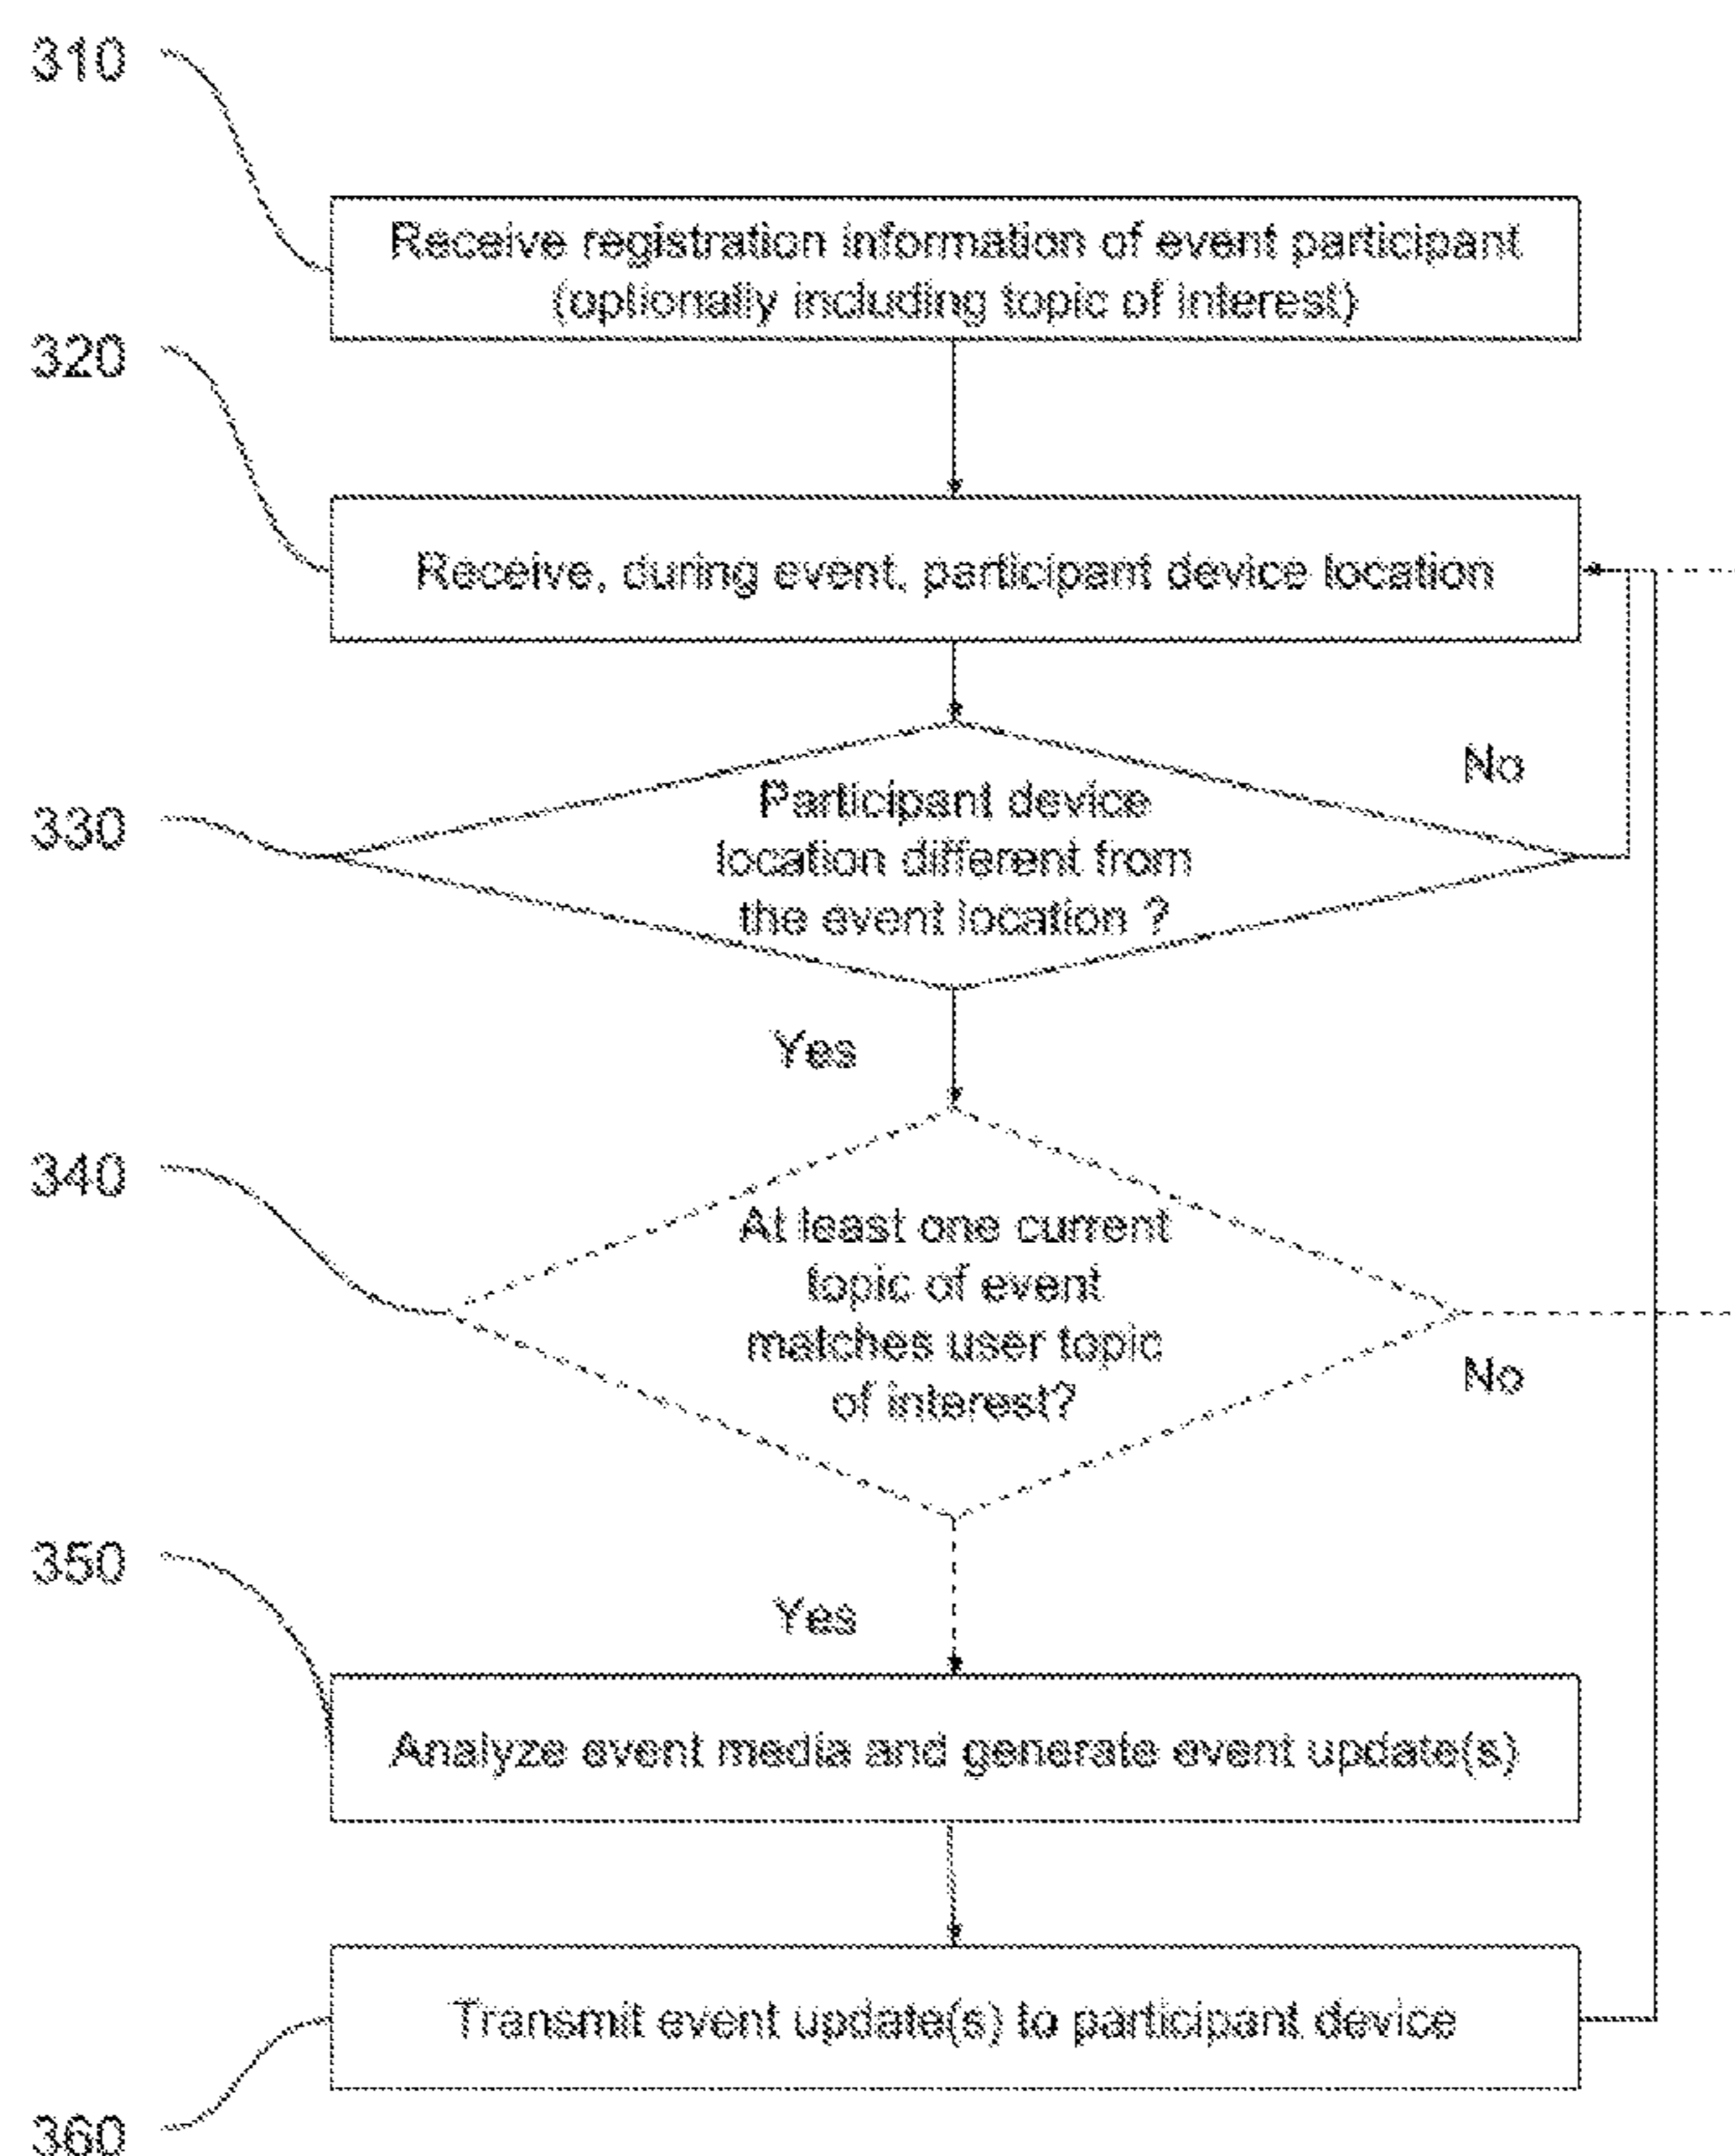 310
Receive registration information of event participant
(optionally including topic of interest)
320
Receive, during event, participant device location
No
330
Participant device
location different from
the event location ?
Yes
340
At least one current
topic of event
matches user topic
of interest?
No
350
Yes
Analyze event media and generate event update(s)
Transmit event update(s) to participant device
360